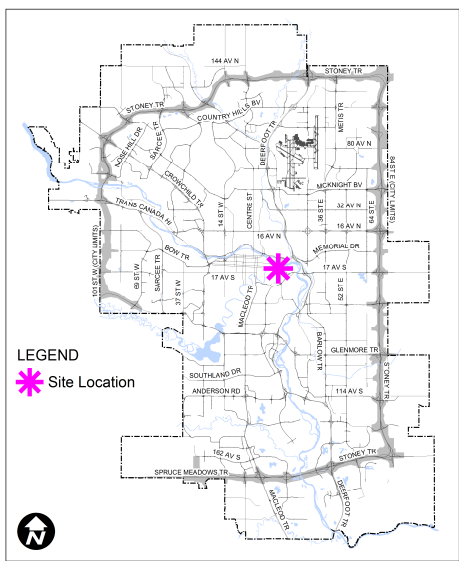 144 AV N
STONEY TR
STONEY TR
COUNTRY HILLS BV
METIS TR
DEERFOOT TR
SARCEE TR
80 AV N
84 ST E (CITY LIMITS)
CROWCHILD TR
MCKNIGHT BV
TRANS CANADA HI
14 ST W
CENTRE ST
36 ST E
32 AV N
64 ST E
16 AV N
16 AV N
BOW TR
MEMORIAL DR
101 ST W (CITY LIMITS)
69 ST W
SARCEE TR
37 ST W
17 AV S
17 AV S
MACLEOD TR
52 ST E
BARLOW TR
GLENMORE TR
LEGEND
Site Location
SOUTHLAND DR
STONEY TR
ANDERSON RD
114 AV S
162 AV S
STONEY TR
SPRUCE MEADOWS TR
MACLEOD TR
DEERFOOT TR
N